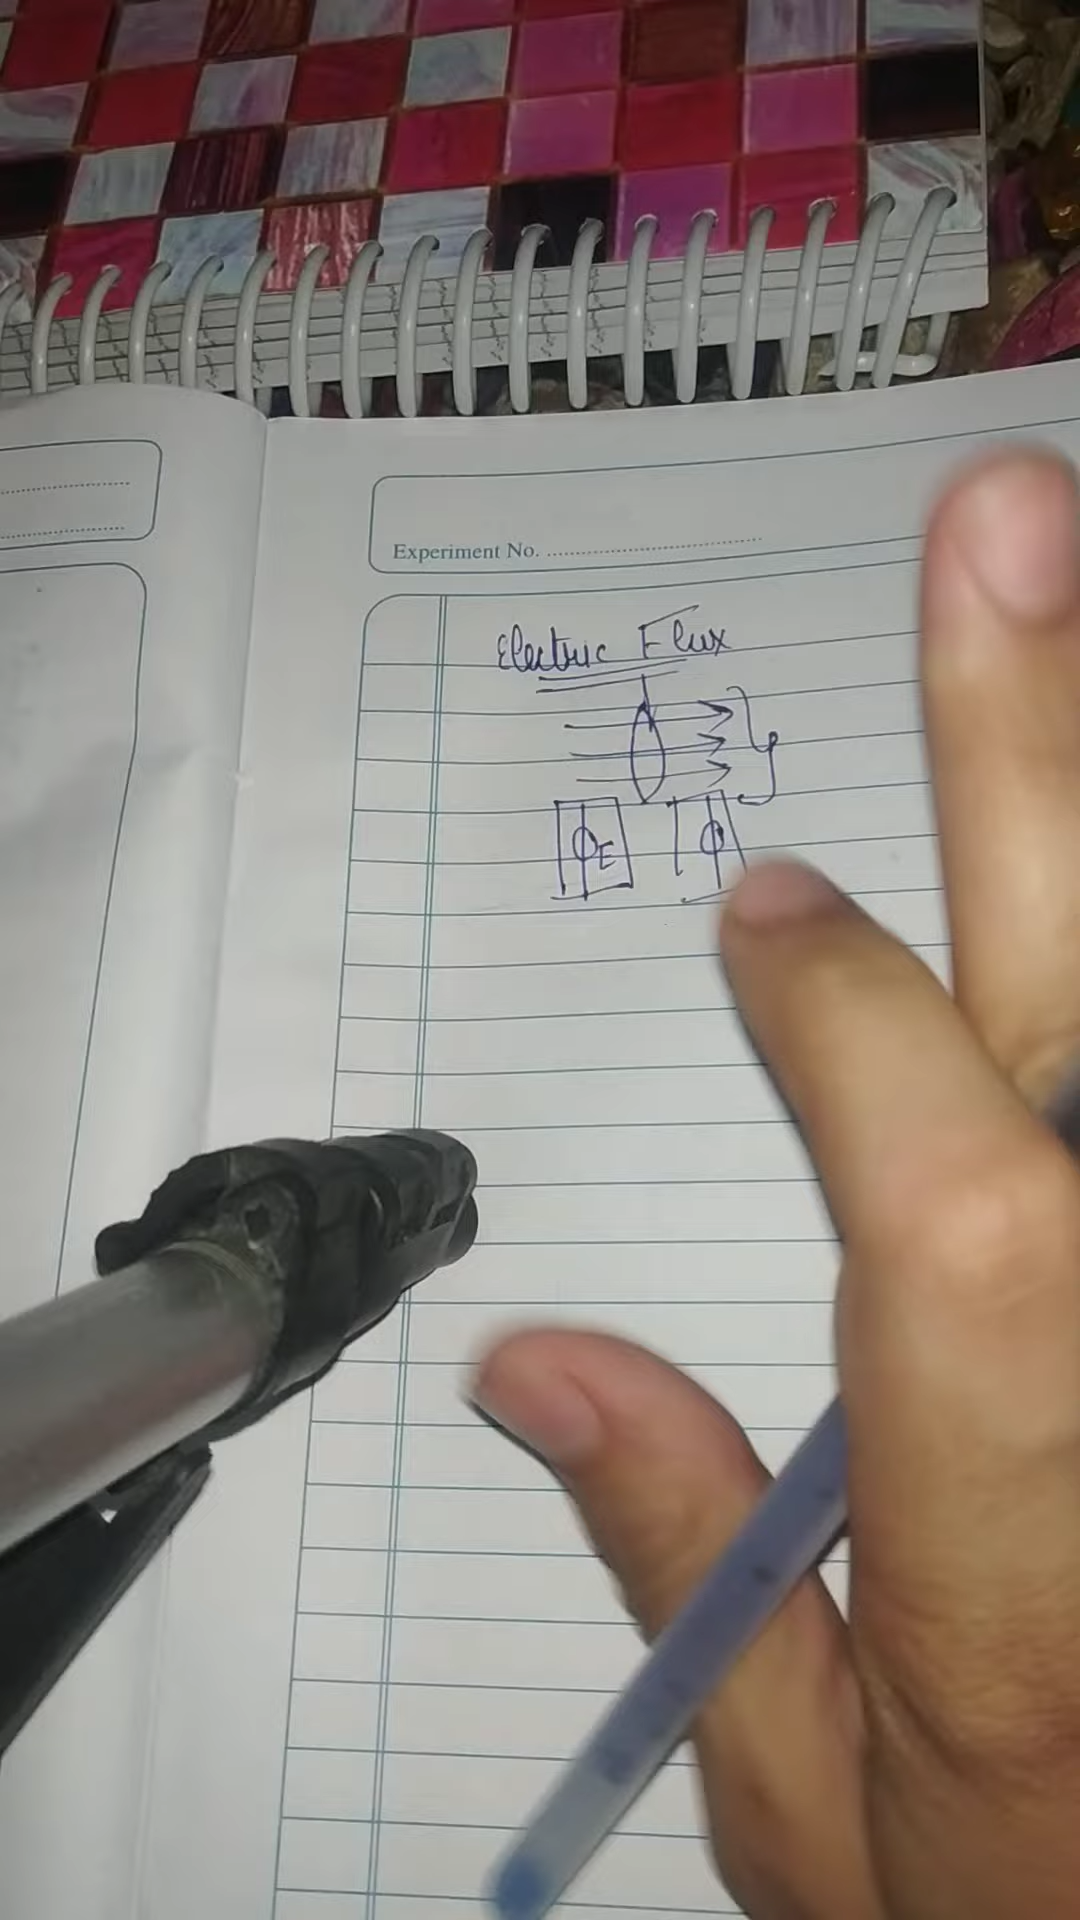 Experiment No. ........................
Electric Flux
ΦE Φ